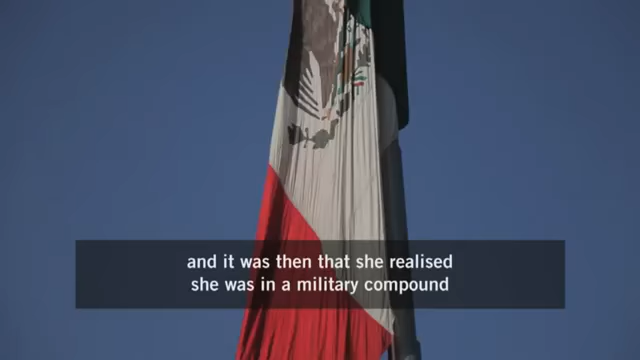 and it was then that she realised
she was in a military compound